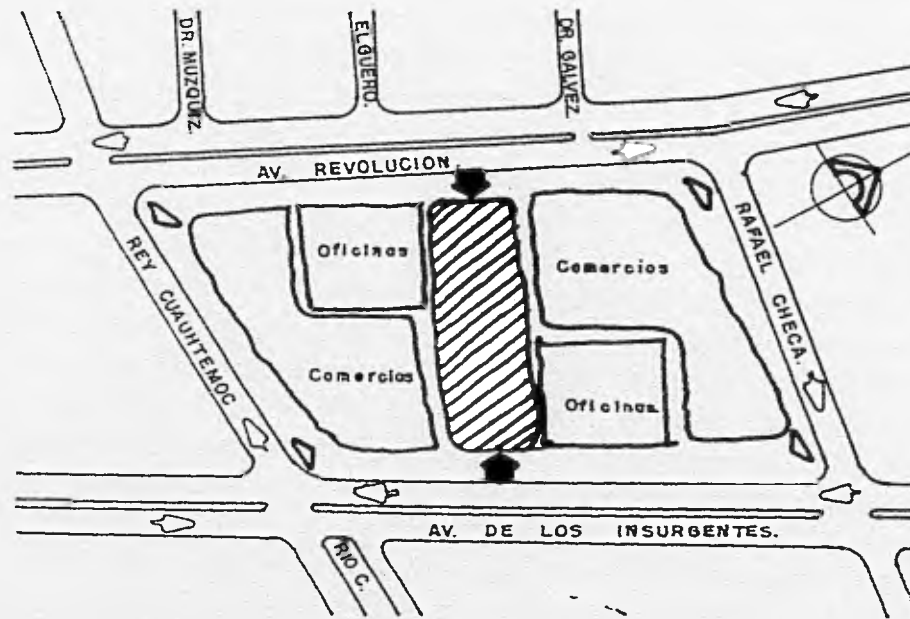 DR. MUZQUIZ.
ELGUERO.
DR. GALVEZ
AV. REVOLUCION.
REY CUAUHTEMOC
RAFAEL CHECA.
Oficinas
Comercios
Comercios
Oficinas
AV. DE LOS INSURGENTES.
RIO C.